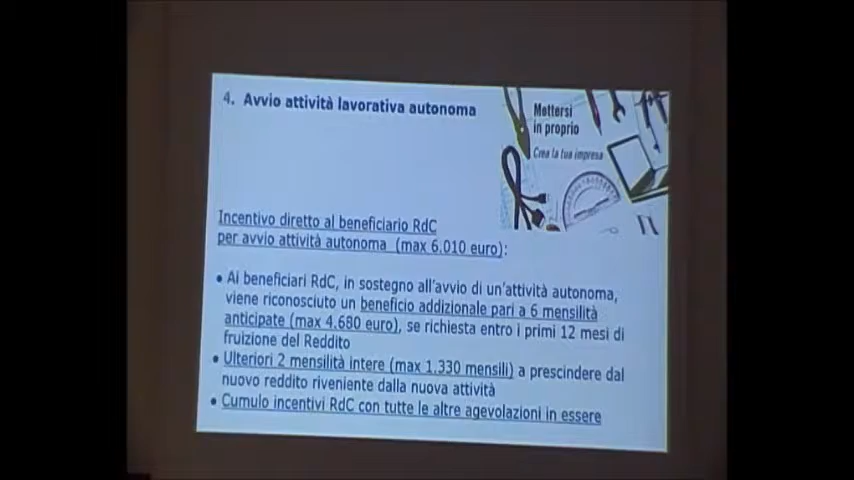 4. Avvio attività lavorativa autonoma
Mettersi
in proprio
Crea la tua impresa
Incentivo diretto al beneficiario RdC
per avvio attività autonoma (max 6.010 euro):
• Ai beneficiari RdC, in sostegno all'avvio di un'attività autonoma,
viene riconosciuto un beneficio addizionale pari a 6 mensilità
anticipate (max 4.680 euro), se richiesta entro i primi 12 mesi di
fruizione del Reddito
• Ulteriori 2 mensilità intere (max 1.330 mensili) a prescindere dal
nuovo reddito riveniente dalla nuova attività
• Cumulo incentivi RdC con tutte le altre agevolazioni in essere